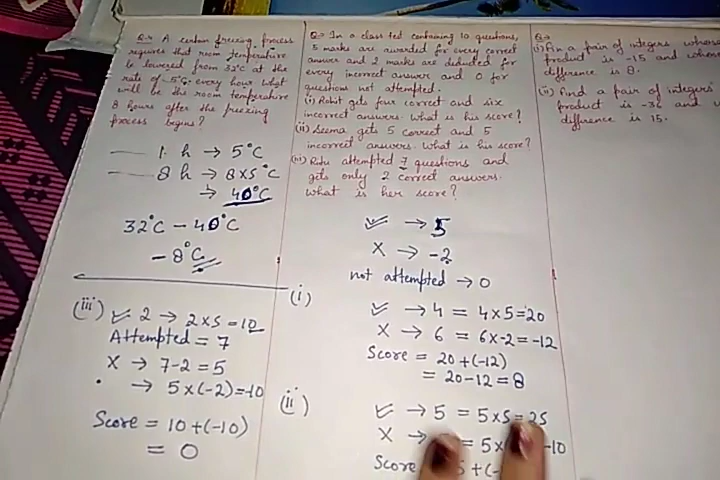 Q.→ A certain freezing process
requires that room temperature
be lowered from 32°C at the
rate of 5°C every hour. What
will be the room temperature
8 hours after the freezing
process begins?
1 h → 5°C
8 h → 8×5°C
→ 40°C
32°C − 40°C
−8°C
(iii) ✓ 2 → 2×5=10
Attempted = 7
X → 7-2=5
→ 5×(-2)=-10
Score = 10+(-10)
= 0
Q→ In a class test containing 10 questions,
5 marks are awarded for every correct
answer and 2 marks are deducted for
every incorrect answer and 0 for
questions not attempted.
(i) Rohit gets four correct and six
incorrect answers. What is his score?
(ii) Seema gets 5 correct and 5
incorrect answers. What is his score?
(iii) Ritu attempted 7 questions and
gets only 2 correct answers.
What is her score?
✓ → 5
X → -2
not attempted → 0
(i)
✓ → 4 = 4×5=20
X → 6 = 6×-2=-12
Score = 20+(-12)
= 20-12=8
(ii)
✓ → 5 = 5×5=25
X → = 5× -10
Score +(-
Q→
(i) Find a pair of integers whose
product is -15 and whose
difference is 8.
(ii) Find a pair of integers
product is -36 and
difference is 15.